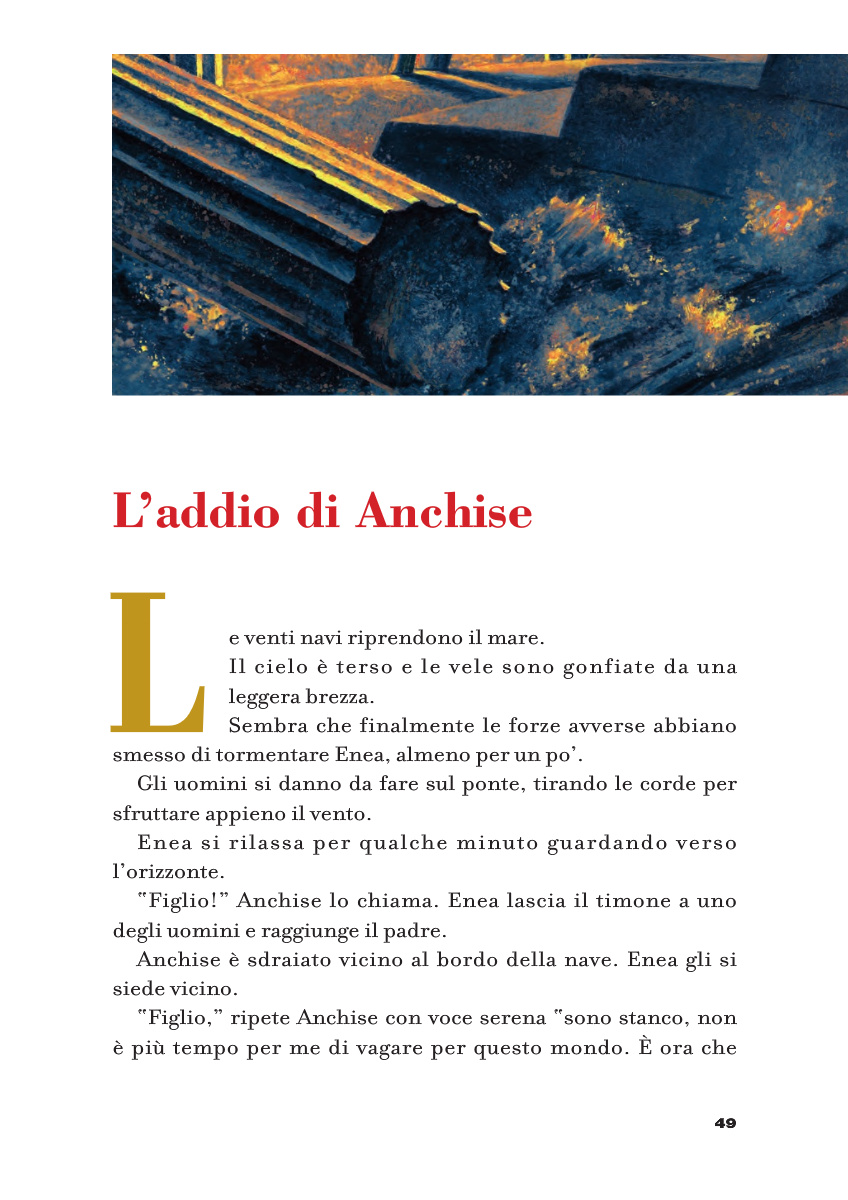 L’addio di Anchise
Le venti navi riprendono il mare.
Il cielo è terso e le vele sono gonfiate da una
leggera brezza.
Sembra che finalmente le forze avverse abbiano
smesso di tormentare Enea, almeno per un po’.
Gli uomini si danno da fare sul ponte, tirando le corde per
sfruttare appieno il vento.
Enea si rilassa per qualche minuto guardando verso
l’orizzonte.
‟Figlio!” Anchise lo chiama. Enea lascia il timone a uno
degli uomini e raggiunge il padre.
Anchise è sdraiato vicino al bordo della nave. Enea gli si
siede vicino.
‟Figlio,” ripete Anchise con voce serena ‟sono stanco, non
è più tempo per me di vagare per questo mondo. È ora che
49